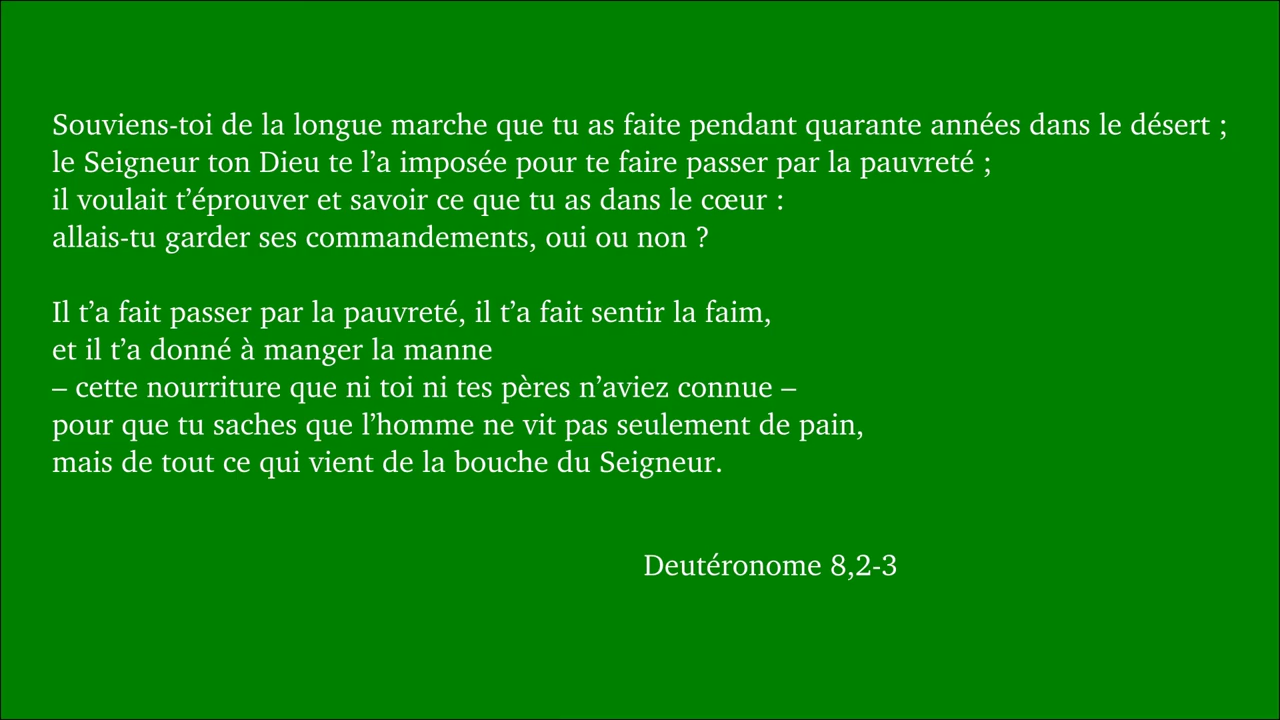 Souviens-toi de la longue marche que tu as faite pendant quarante années dans le désert ;
le Seigneur ton Dieu te l’a imposée pour te faire passer par la pauvreté ;
il voulait t’éprouver et savoir ce que tu as dans le cœur :
allais-tu garder ses commandements, oui ou non ?
Il t’a fait passer par la pauvreté, il t’a fait sentir la faim,
et il t’a donné à manger la manne
– cette nourriture que ni toi ni tes pères n’aviez connue –
pour que tu saches que l’homme ne vit pas seulement de pain,
mais de tout ce qui vient de la bouche du Seigneur.
Deutéronome 8,2-3